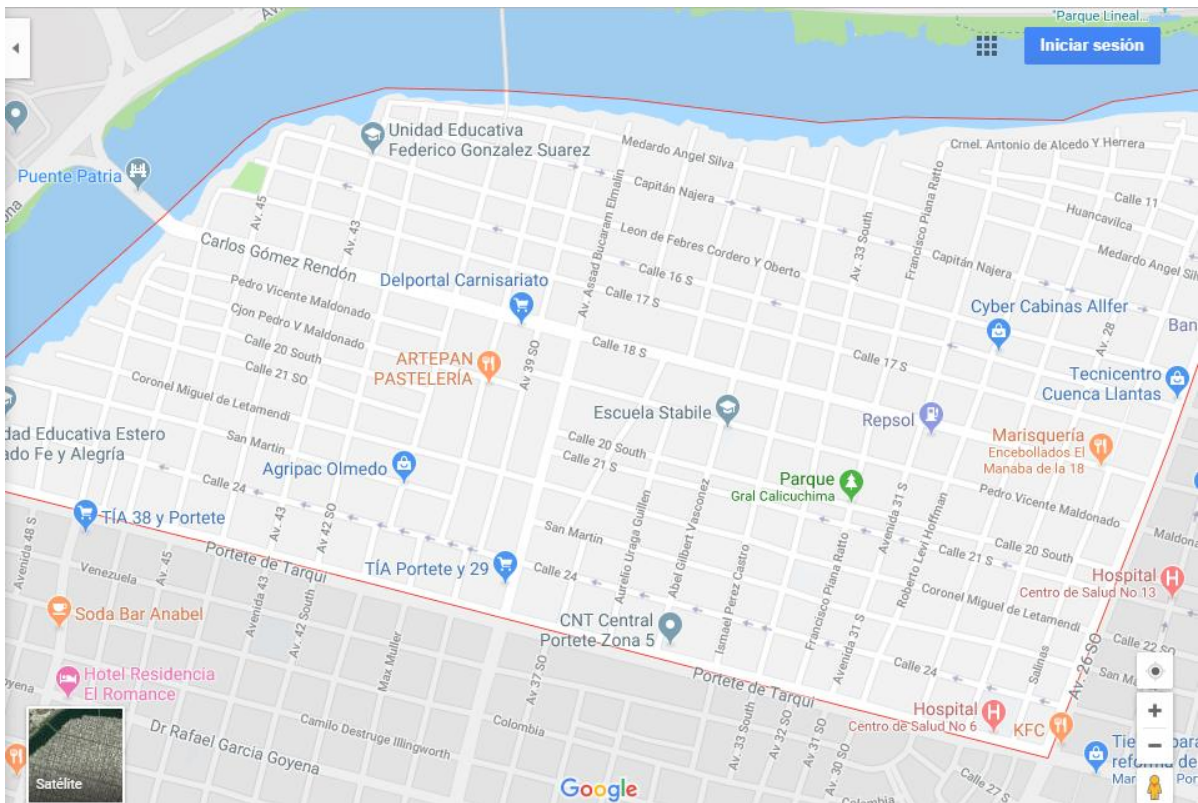 "Parque Lineal...
Iniciar sesión
Unidad Educativa
Federico Gonzalez Suarez
Medardo Angel Silva
Crnel. Antonio de Alcedo Y Herrera
Puente Patria
Capitán Najera
Calle 11
Huancavilca
Av. 45
Av. 43
Av. Assad Bucaram Elmalin
Av. 33 South
Francisco Piana Ratto
Carlos Gómez Rendón
Leon de Febres Cordero Y Oberto
Capitán Najera
Medardo Angel Silv
Calle 16 S
Calle 17 S
Pedro Vicente Maldonado
Delportal Carnisariato
Cjon Pedro V Maldonado
Cyber Cabinas Allfer
Av. 28
Ban
Calle 18 S
Calle 17 S
Calle 20 South
Calle 21 SO
ARTEPAN
PASTELERÍA
Av 39 SO
Tecnicentro
Cuenca Llantas
Coronel Miguel de Letamendi
Escuela Stabile
Repsol
dad Educativa Estero
ado Fe y Alegría
San Martin
Calle 20 South
Calle 21 S
Marisquería
Encebollados El
Manaba de la 18
Agripac Olmedo
Parque
Gral Calicuchima
Pedro Vicente Maldonado
Calle 24
TÍA 38 y Portete
Av. 43
Av. 42 SO
San Martin
Aurelio Uraga Guillen
Abel Gilbert Vasconez
Avenida 31 S
Roberto Levi Hoffman
Calle 20 South
Calle 21 S
Maldona
Avenida 48 S
Portete de Tarqui
Venezuela
Av. 45
TÍA Portete y 29
Calle 24
Ismael Perez Castro
Francisco Piana Ratto
Coronel Miguel de Letamendi
Hospital
Centro de Salud No 13
Soda Bar Anabel
Avenida 43
Av. 42 South
CNT Central
Portete Zona 5
Avenida 31 S
Calle 22 SO
Max Muller
Av 37 SO
Portete de Tarqui
Calle 24
Salinas
Av. 26 SO
San Ma
oyena
Hotel Residencia
El Romance
Colombia
Hospital
Centro de Salud No 6
KFC
Dr Rafael Garcia Goyena
Camilo Destruge Illingworth
Av. 33 South
Av 32 SO
Av 31 SO
Av. 30 SO
Tie para
reforma de
Mar Por
Satélite
Google
Calle 27 S
Colombia